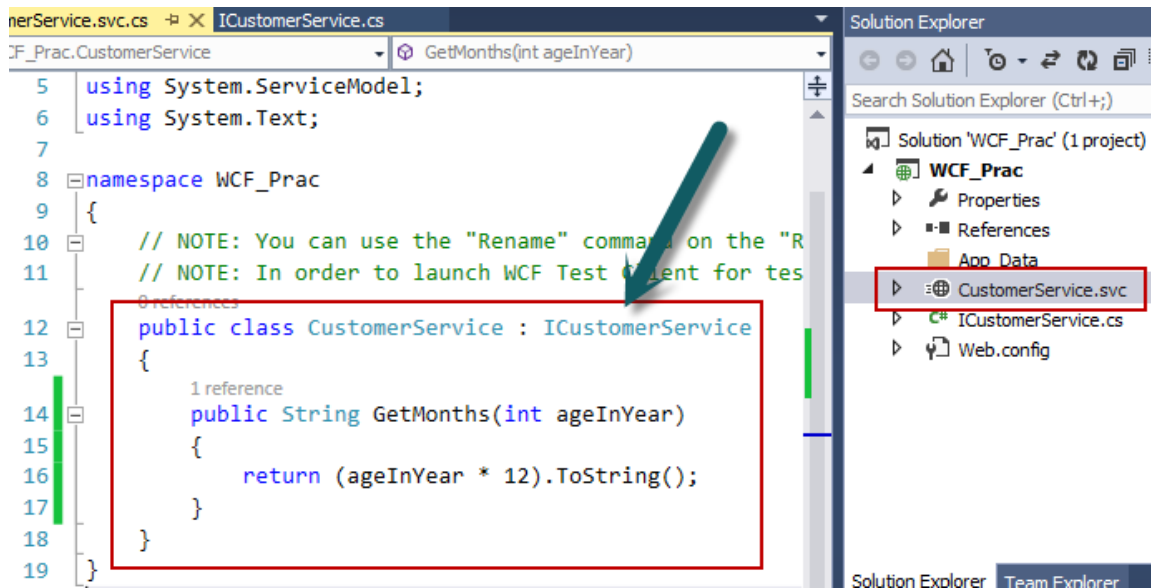 nerService.svc.cs ICustomerService.cs
CF_Prac.CustomerService GetMonths(int ageInYear)
5 using System.ServiceModel;
6 using System.Text;
7
8 namespace WCF_Prac
9 {
10 // NOTE: You can use the "Rename" command on the "R
11 // NOTE: In order to launch WCF Test Client for tes
0 references
12 public class CustomerService : ICustomerService
13 {
1 reference
14 public String GetMonths(int ageInYear)
15 {
16 return (ageInYear * 12).ToString();
17 }
18 }
19 }
Solution Explorer
Search Solution Explorer (Ctrl+;)
Solution 'WCF_Prac' (1 project)
WCF_Prac
Properties
References
App_Data
CustomerService.svc
C# ICustomerService.cs
Web.config
Solution Explorer Team Explorer